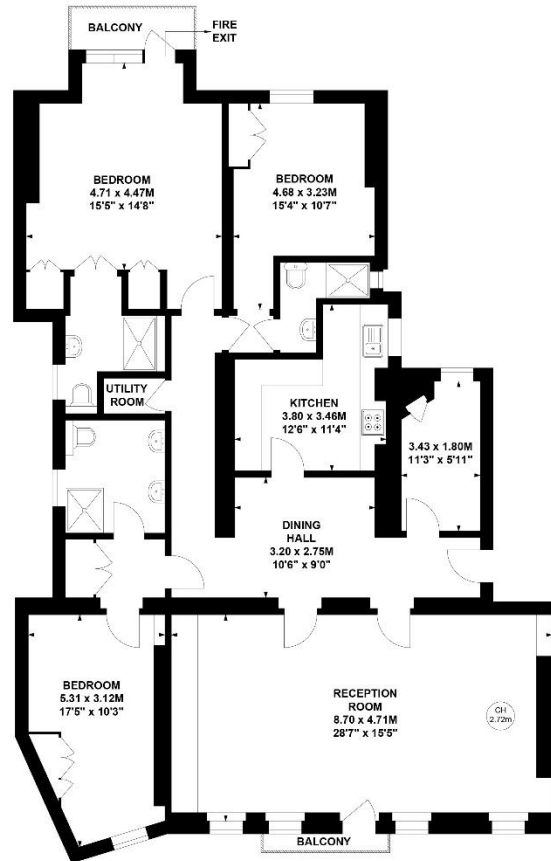 BALCONY
FIRE
EXIT
BEDROOM
4.71 x 4.47M
15'5" x 14'8"
BEDROOM
4.68 x 3.23M
15'4" x 10'7"
UTILITY
ROOM
KITCHEN
3.80 x 3.46M
12'6" x 11'4"
3.43 x 1.80M
11'3" x 5'11"
DINING
HALL
3.20 x 2.75M
10'6" x 9'0"
BEDROOM
5.31 x 3.12M
17'5" x 10'3"
RECEPTION
ROOM
8.70 x 4.71M
28'7" x 15'5"
CH
2.72m
BALCONY